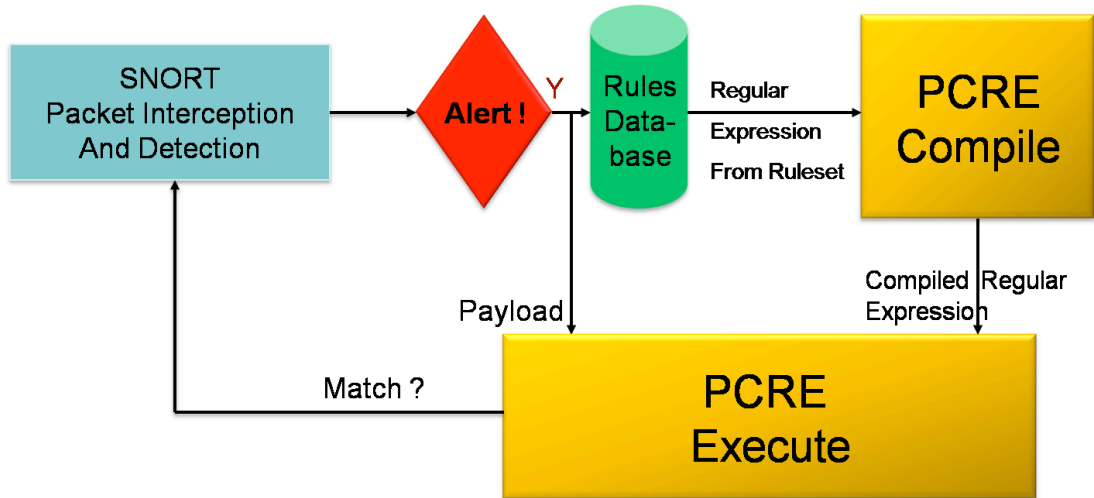 SNORT
Packet Interception
And Detection
Alert !
Y
Rules
Data-
base
Regular
Expression
From Ruleset
PCRE
Compile
Compiled Regular
Expression
Payload
PCRE
Execute
Match ?